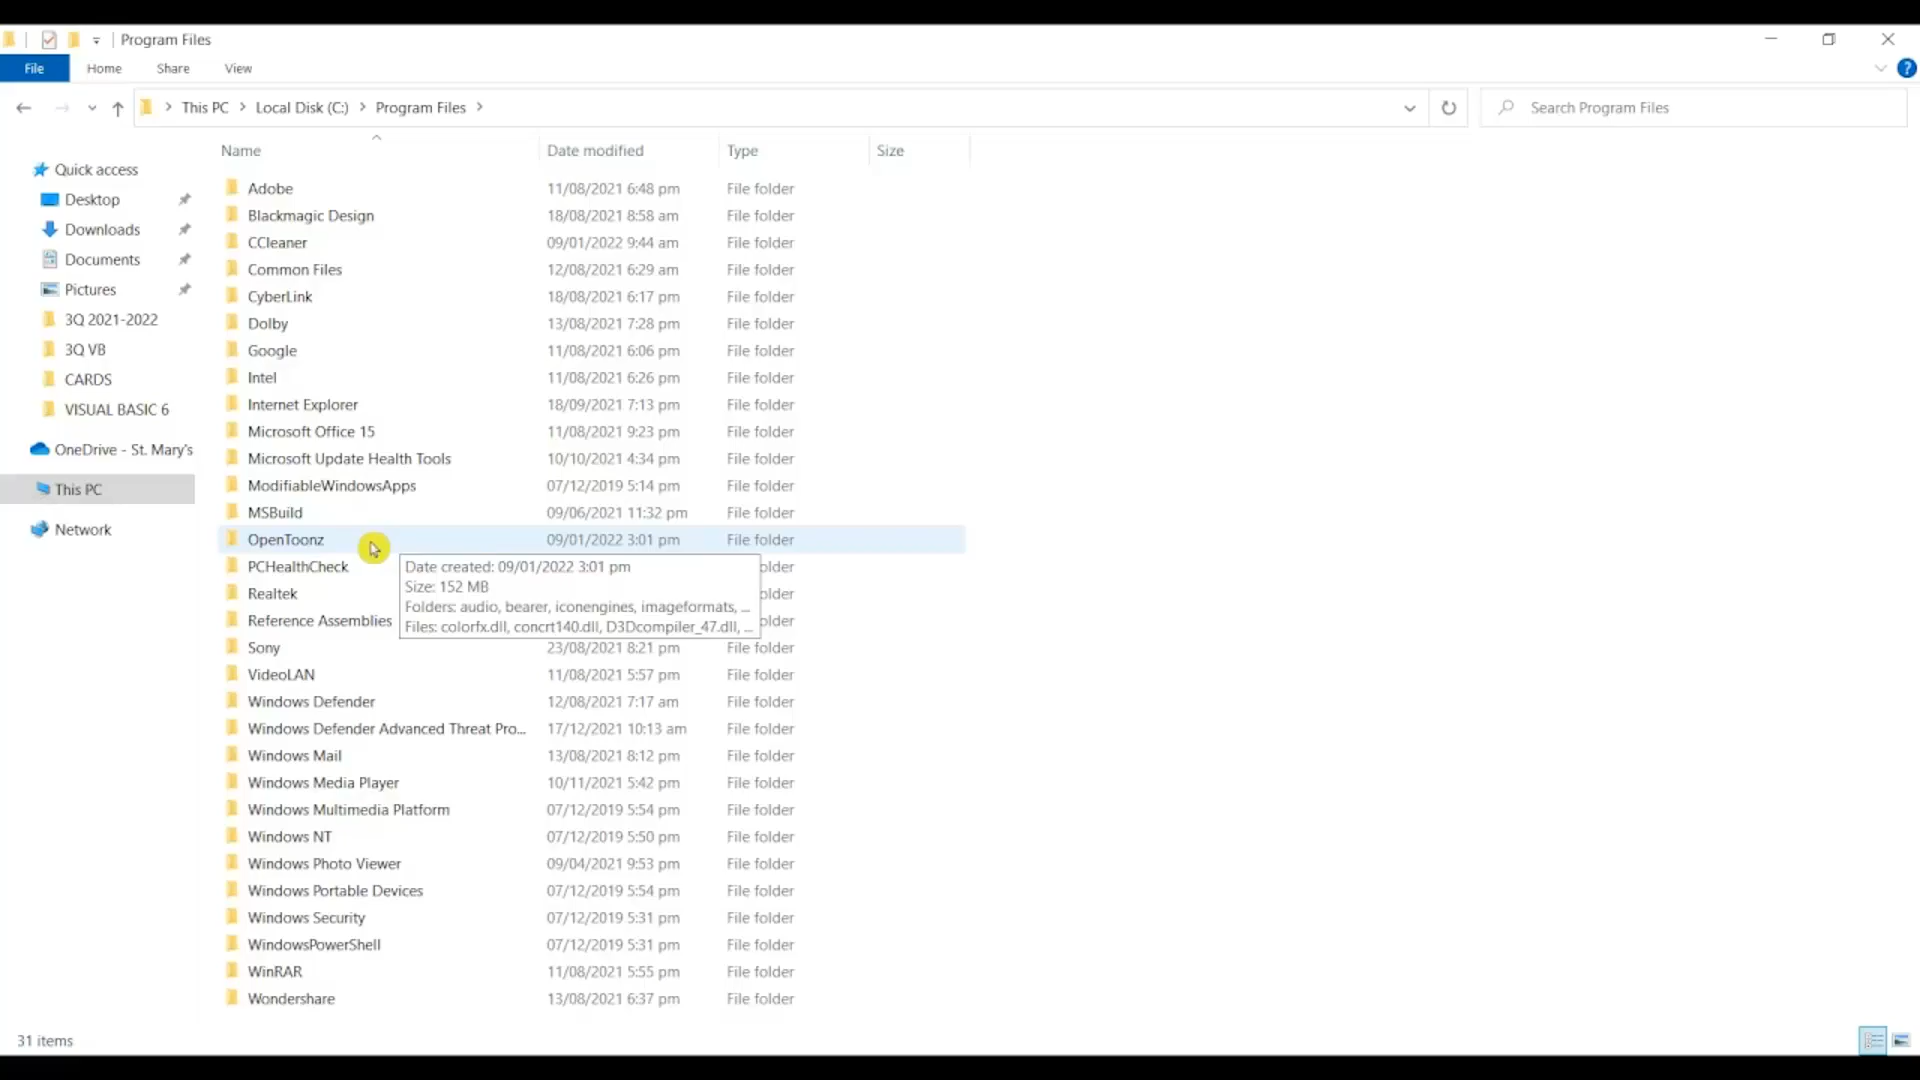 Program Files
File Home Share View
This PC Local Disk (C:) Program Files Search Program Files
Name Date modified Type Size
Quick access
Desktop
Downloads
Documents
Pictures
3Q 2021-2022
3Q VB
CARDS
VISUAL BASIC 6
OneDrive - St. Mary's
This PC
Network
Adobe 11/08/2021 6:48 pm File folder
Blackmagic Design 18/08/2021 8:58 am File folder
CCleaner 09/01/2022 9:44 am File folder
Common Files 12/08/2021 6:29 am File folder
CyberLink 18/08/2021 6:17 pm File folder
Dolby 13/08/2021 7:28 pm File folder
Google 11/08/2021 6:06 pm File folder
Intel 11/08/2021 6:26 pm File folder
Internet Explorer 18/09/2021 7:13 pm File folder
Microsoft Office 15 11/08/2021 9:23 pm File folder
Microsoft Update Health Tools 10/10/2021 4:34 pm File folder
ModifiableWindowsApps 07/12/2019 5:14 pm File folder
MSBuild 09/06/2021 11:32 pm File folder
OpenToonz 09/01/2022 3:01 pm File folder
PCHealthCheck older
Realtek older
Reference Assemblies older
Date created: 09/01/2022 3:01 pm
Size: 152 MB
Folders: audio, bearer, iconengines, imageformats, ...
Files: colorfx.dll, concrt140.dll, D3Dcompiler_47.dll, ...
Sony 23/08/2021 8:21 pm File folder
VideoLAN 11/08/2021 5:57 pm File folder
Windows Defender 12/08/2021 7:17 am File folder
Windows Defender Advanced Threat Pro... 17/12/2021 10:13 am File folder
Windows Mail 13/08/2021 8:12 pm File folder
Windows Media Player 10/11/2021 5:42 pm File folder
Windows Multimedia Platform 07/12/2019 5:54 pm File folder
Windows NT 07/12/2019 5:50 pm File folder
Windows Photo Viewer 09/04/2021 9:53 pm File folder
Windows Portable Devices 07/12/2019 5:54 pm File folder
Windows Security 07/12/2019 5:31 pm File folder
WindowsPowerShell 07/12/2019 5:31 pm File folder
WinRAR 11/08/2021 5:55 pm File folder
Wondershare 13/08/2021 6:37 pm File folder
31 items